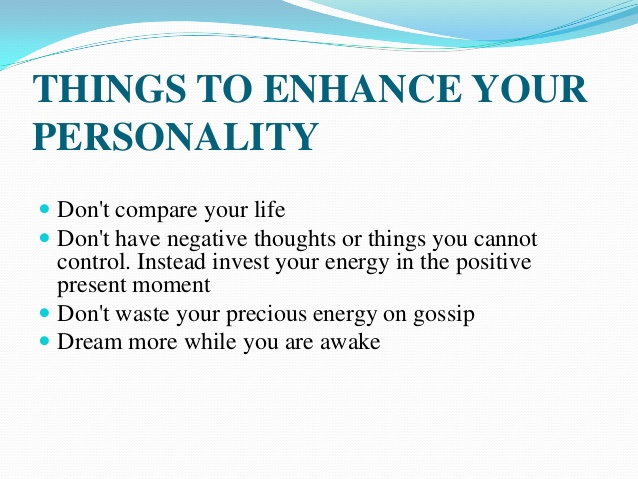 THINGS TO ENHANCE YOUR
PERSONALITY
Don't compare your life
Don't have negative thoughts or things you cannot
control. Instead invest your energy in the positive
present moment
Don't waste your precious energy on gossip
Dream more while you are awake